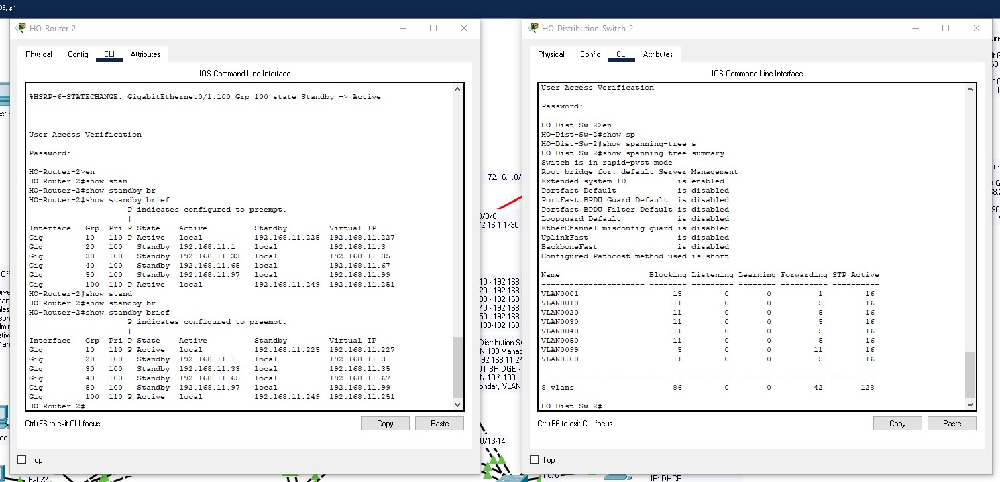 09, y: 1
HO-Router-2
Physical Config CLI Attributes
IOS Command Line Interface
%HSRP-6-STATECHANGE: GigabitEthernet0/1.100 Grp 100 state Standby -> Active
User Access Verification
Password:
HO-Router-2>en
HO-Router-2#show stan
HO-Router-2#show standby br
HO-Router-2#show standby brief
P indicates configured to preempt.
|
Interface Grp Pri P State Active Standby Virtual IP
Gig 10 110 P Active local 192.168.11.225 192.168.11.227
Gig 20 100 Standby 192.168.11.1 local 192.168.11.3
Gig 30 100 Standby 192.168.11.33 local 192.168.11.35
Gig 40 100 Standby 192.168.11.65 local 192.168.11.67
Gig 50 100 Standby 192.168.11.97 local 192.168.11.99
Gig 100 110 P Active local 192.168.11.249 192.168.11.251
HO-Router-2#show stand
HO-Router-2#show standby br
HO-Router-2#show standby brief
P indicates configured to preempt.
|
Interface Grp Pri P State Active Standby Virtual IP
Gig 10 110 P Active local 192.168.11.225 192.168.11.227
Gig 20 100 Standby 192.168.11.1 local 192.168.11.3
Gig 30 100 Standby 192.168.11.33 local 192.168.11.35
Gig 40 100 Standby 192.168.11.65 local 192.168.11.67
Gig 50 100 Standby 192.168.11.97 local 192.168.11.99
Gig 100 110 P Active local 192.168.11.249 192.168.11.251
HO-Router-2#
Ctrl+F6 to exit CLI focus
Copy Paste
Top
Fa0/2
172.16.1.0/
0/0/0
72.16.1.1/30
10 - 192.168.
20 - 192.168.
30 - 192.168.
40 - 192.168.
50 - 192.168.
100-192.168.
Distribution-Sw
N 100 Manag
92.168.11.24
OT BRIDGE -
N 10 & 100
ondary VLAN
0/13-14
HO-Distribution-Switch-2
Physical Config CLI Attributes
IOS Command Line Interface
User Access Verification
Password:
HO-Dist-Sw-2>en
HO-Dist-Sw-2#show sp
HO-Dist-Sw-2#show spanning-tree s
HO-Dist-Sw-2#show spanning-tree summary
Switch is in rapid-pvst mode
Root bridge for: default Server Management
Extended system ID is enabled
Portfast Default is disabled
PortFast BPDU Guard Default is disabled
Portfast BPDU Filter Default is disabled
Loopguard Default is disabled
EtherChannel misconfig guard is disabled
UplinkFast is disabled
BackboneFast is disabled
Configured Pathcost method used is short
Name Blocking Listening Learning Forwarding STP Active
---------------------- -------- --------- -------- ---------- ----------
VLAN0001 15 0 0 1 16
VLAN0010 11 0 0 5 16
VLAN0020 11 0 0 5 16
VLAN0030 11 0 0 5 16
VLAN0040 11 0 0 5 16
VLAN0050 11 0 0 5 16
VLAN0099 5 0 0 11 16
VLAN0100 11 0 0 5 16
---------------------- -------- --------- -------- ---------- ----------
8 vlans 86 0 0 42 128
HO-Dist-Sw-2#
Ctrl+F6 to exit CLI focus
Copy Paste
Top
F0/6
IP: DHCP